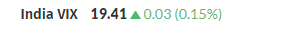 India VIX 19.41 ▲ 0.03 (0.15%)